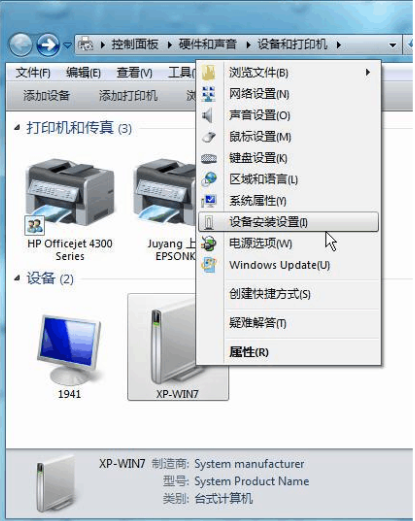 控制面板 ▸ 硬件和声音 ▸ 设备和打印机 ▸
文件(F) 编辑(E) 查看(V) 工具(
添加设备 添加打印机
打印机和传真 (3)
HP Officejet 4300
Series
Juyang 上
EPSONK
设备 (2)
1941
XP-WIN7
浏览文件(B)
网络设置(N)
声音设置(O)
鼠标设置(M)
键盘设置(K)
区域和语言(L)
系统属性(Y)
设备安装设置(I)
电源选项(W)
Windows Update(U)
创建快捷方式(S)
疑难解答(T)
属性(R)
XP-WIN7 制造商: System manufacturer
型号: System Product Name
类别: 台式计算机